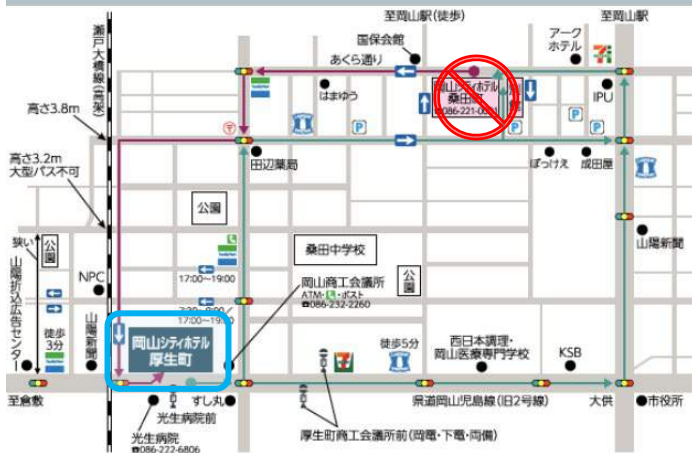 至岡山駅(徒歩)
至岡山駅
国保会館
アーク
ホテル
あくら通り
瀬戸大橋線(高架)
岡山シティホテル
桑田町
IPU
はまゆう
高さ3.8m
P
P
P
P
田辺薬局
ぼっけえ
成田屋
高さ3.2m
大型バス不可
公園
狭い
公園
桑田中学校
山陽新聞
NPC
17:00~19:00
岡山商工会議所
ATM・ポスト
☎086-232-2260
公園
17:00~19:00
山陽折込広告センター
徒歩
3分
山陽新聞
岡山シティホテル
厚生町
徒歩5分
西日本調理・
岡山医療専門学校
KSB
至倉敷
すし丸
光生病院前
県道岡山児島線(旧2号線)
大供
市役所
光生病院
☎086-222-6806
厚生町商工会議所前(岡電・下電・両備)